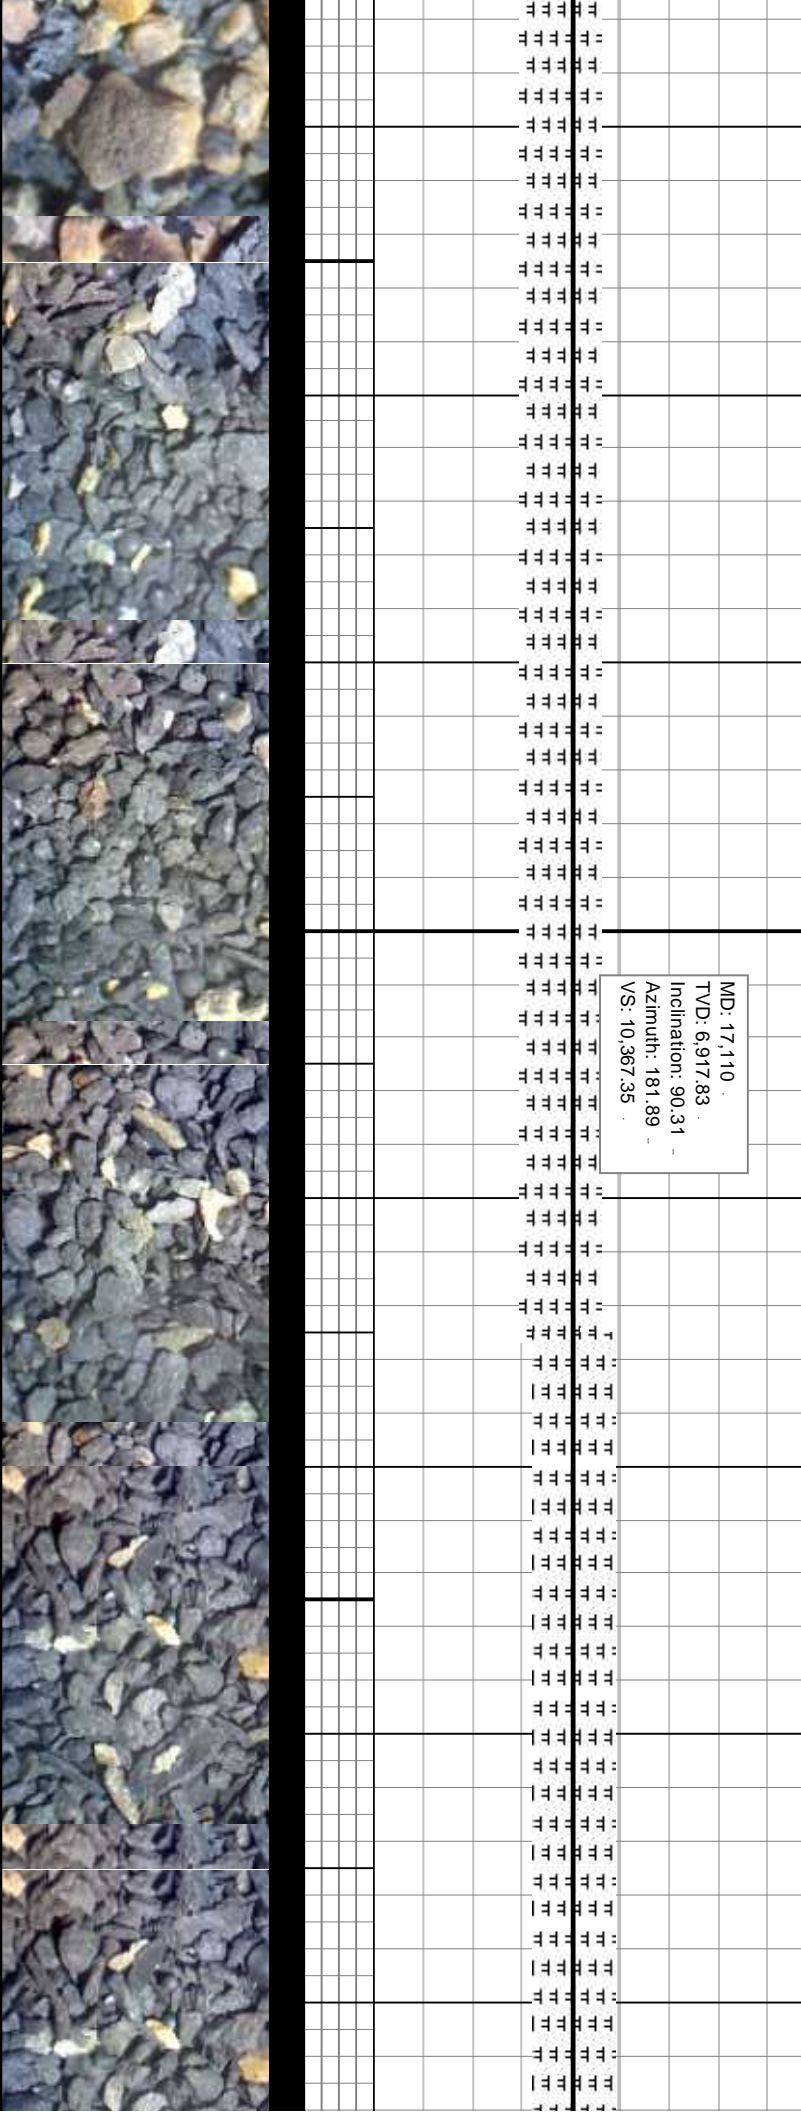 MD: 17,110
TVD: 6,917.83
Inclination: 90.31
Azimuth: 181.89
VS: 10,367.35